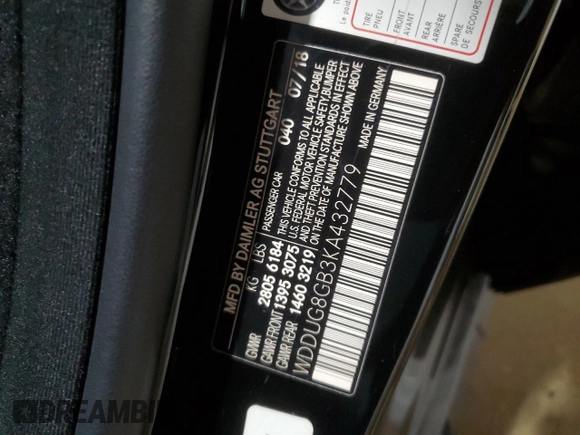 MFD BY DAIMLER AG STUTTGART
040 07/18
KG LBS PASSENGER CAR
GVWR 2805 6184
GAWR FRONT 1395 3075
GAWR REAR 1460 3219
THIS VEHICLE CONFORMS TO ALL APPLICABLE
U.S. FEDERAL MOTOR VEHICLE SAFETY, BUMPER
AND THEFT PREVENTION STANDARDS IN EFFECT
ON THE DATE OF MANUFACTURE SHOWN ABOVE
WDDUG8GB3KA432779
MADE IN GERMANY
TIRE
PNEU
FRONT
AVANT
REAR
ARRIÈRE
SPARE
DE SECOURS